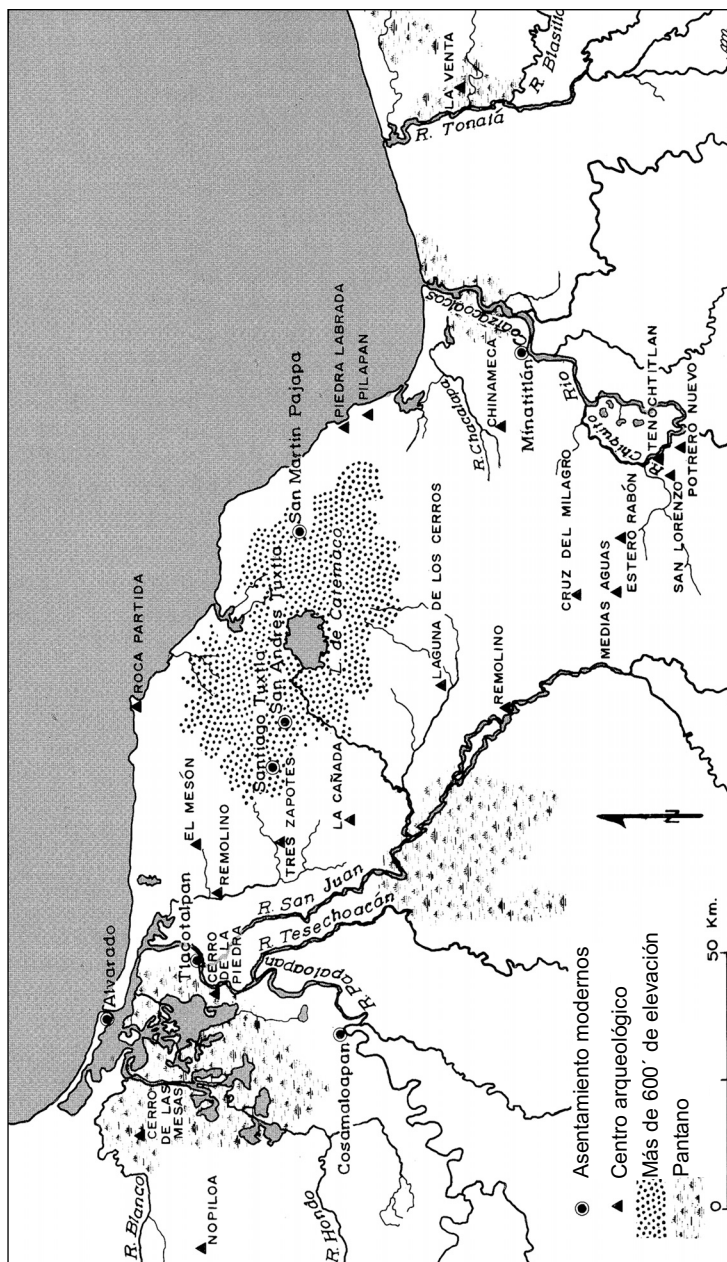 Alvarado
ROCA PARTIDA
CERRO
DE LAS
MESAS
R. Blanco
NOPILOA
Tlacotalpan
CERRO
DE LA
PIEDRA
EL MESÓN
REMOLINO
TRES ZAPOTES
Santiago Tuxtla
San Andres Tuxtla
San Martín Pajapa
PIEDRA LABRADA
PILAPAN
LA VENTA
R. Tonalá
R. Blasillo
R. Hondo
Cosamaloapan
R. Papaloapan
R. Tesechoacán
R. San Juan
LA CAÑADA
L. de Catemaco
LAGUNA DE LOS CERROS
REMOLINO
R. Chacalapa
CHINAMECA
Minatitlán
Río
Coatzacoalcos
CRUZ DEL MILAGRO
MEDIAS AGUAS
ESTERO RABÓN
R. Chiquito
TENOCHTITLAN
SAN LORENZO
POTRERO NUEVO
N
Asentamiento modernos
Centro arqueológico
Más de 600´ de elevación
Pantano
0
50 Km.